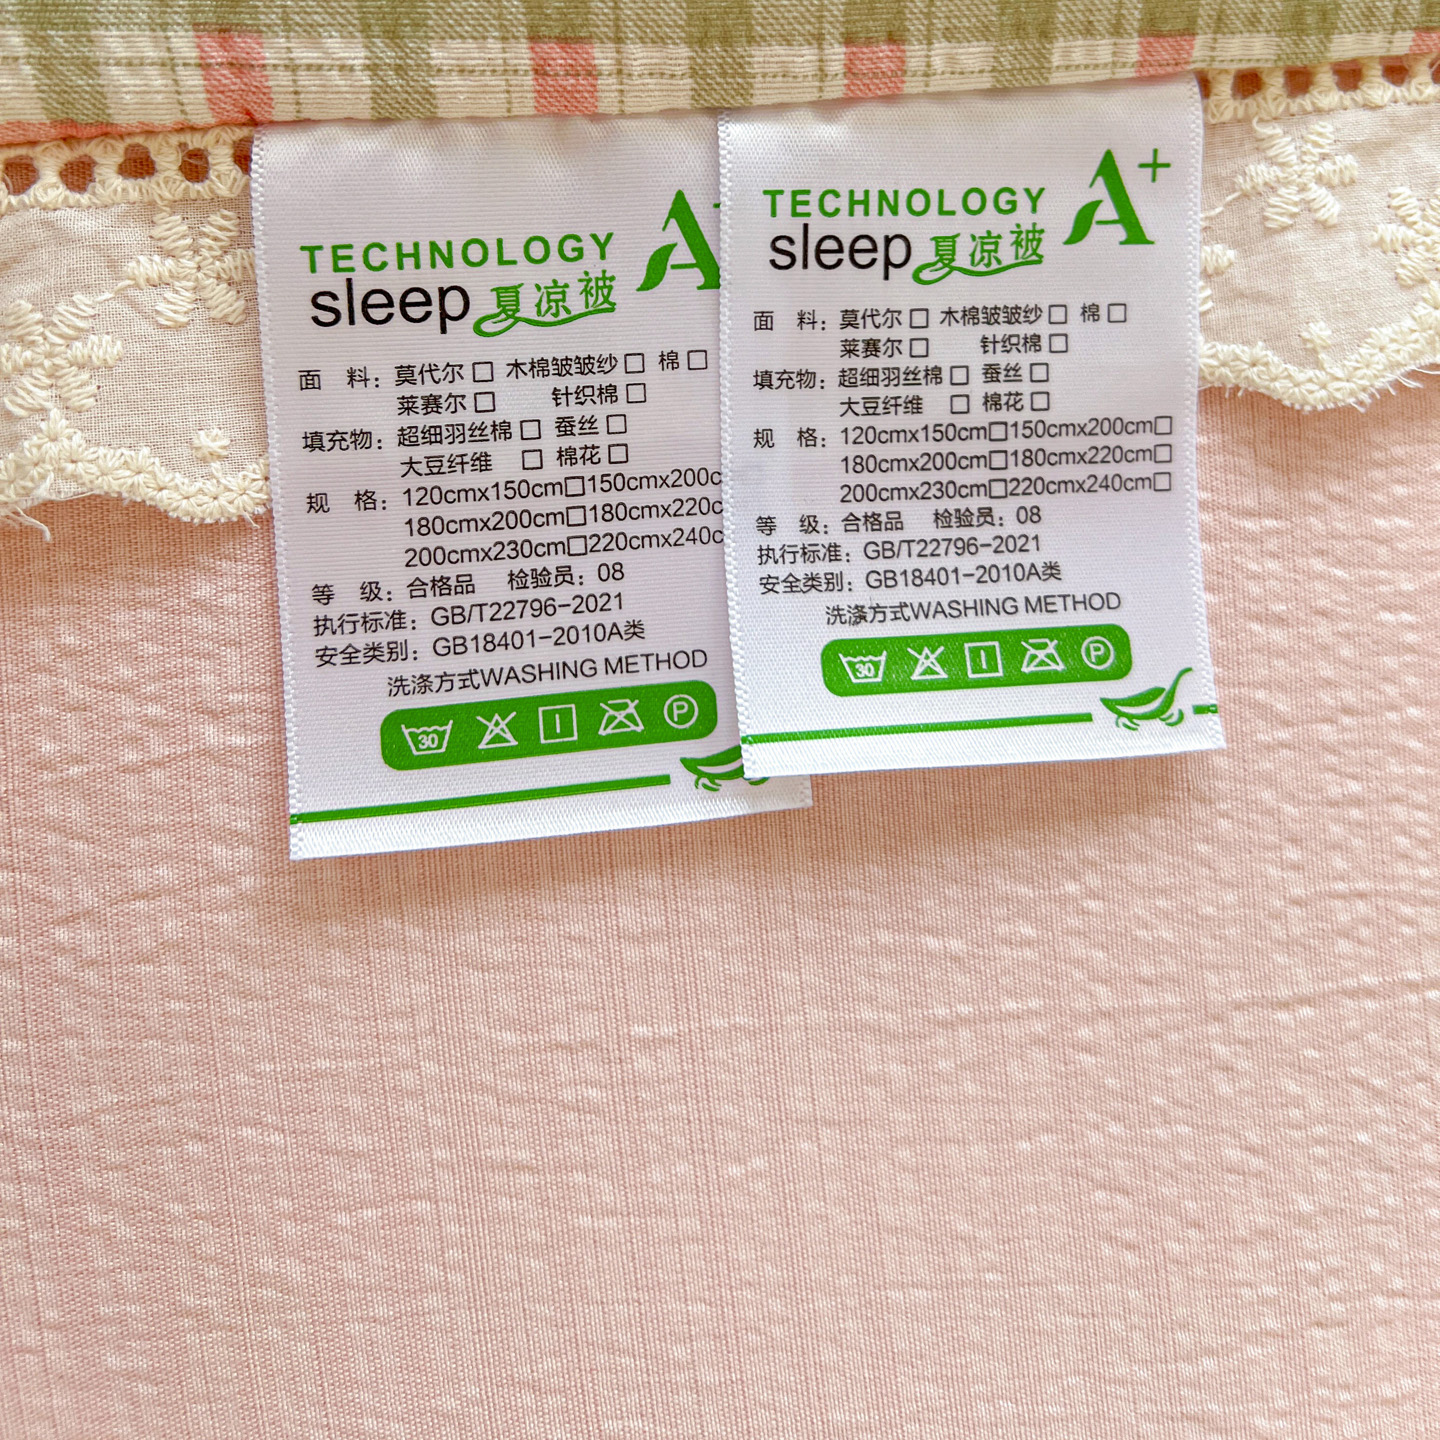 TECHNOLOGY A
sleep 夏凉被
面 料：莫代尔□ 木棉皱皱纱□ 棉□
莱赛尔□ 针织棉□
填充物：超细羽丝棉□ 蚕丝□
大豆纤维 □ 棉花□
规 格：120cmx150cm□150cmx200c
180cmx200cm□180cmx220c
200cmx230cm□220cmx240c
等 级：合格品 检验员：08
执行标准：GB/T22796-2021
安全类别：GB18401-2010A类
洗涤方式WASHING METHOD
30 P
TECHNOLOGY A+
sleep 夏凉被
面 料：莫代尔□ 木棉皱皱纱□ 棉□
莱赛尔□ 针织棉□
填充物：超细羽丝棉□ 蚕丝□
大豆纤维 □ 棉花□
规 格：120cmx150cm□150cmx200cm□
180cmx200cm□180cmx220cm□
200cmx230cm□220cmx240cm□
等 级：合格品 检验员：08
执行标准：GB/T22796-2021
安全类别：GB18401-2010A类
洗涤方式WASHING METHOD
30 P